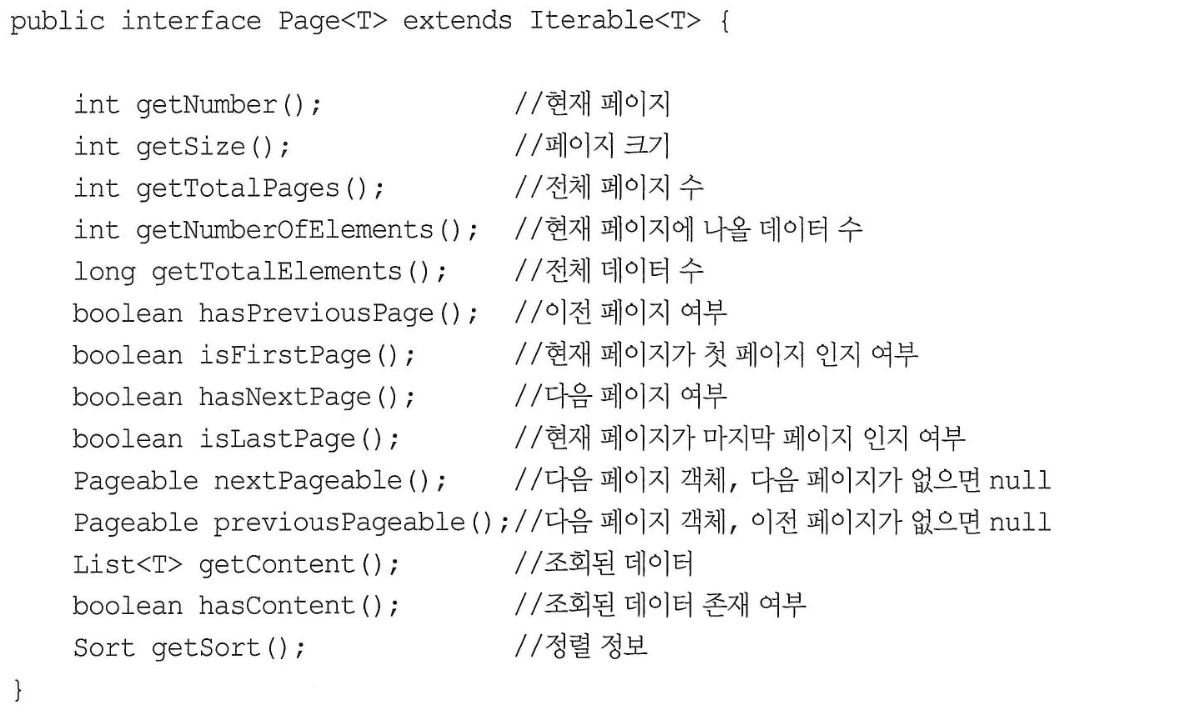 public interface Page<T> extends Iterable<T> {
int getNumber(); //현재 페이지
int getSize(); //페이지 크기
int getTotalPages(); //전체 페이지 수
int getNumberOfElements(); //현재 페이지에 나올 데이터 수
long getTotalElements(); //전체 데이터 수
boolean hasPreviousPage(); //이전 페이지 여부
boolean isFirstPage(); //현재 페이지가 첫 페이지 인지 여부
boolean hasNextPage(); //다음 페이지 여부
boolean isLastPage(); //현재 페이지가 마지막 페이지 인지 여부
Pageable nextPageable(); //다음 페이지 객체, 다음 페이지가 없으면 null
Pageable previousPageable();//다음 페이지 객체, 이전 페이지가 없으면 null
List<T> getContent(); //조회된 데이터
boolean hasContent(); //조회된 데이터 존재 여부
Sort getSort(); //정렬 정보
}